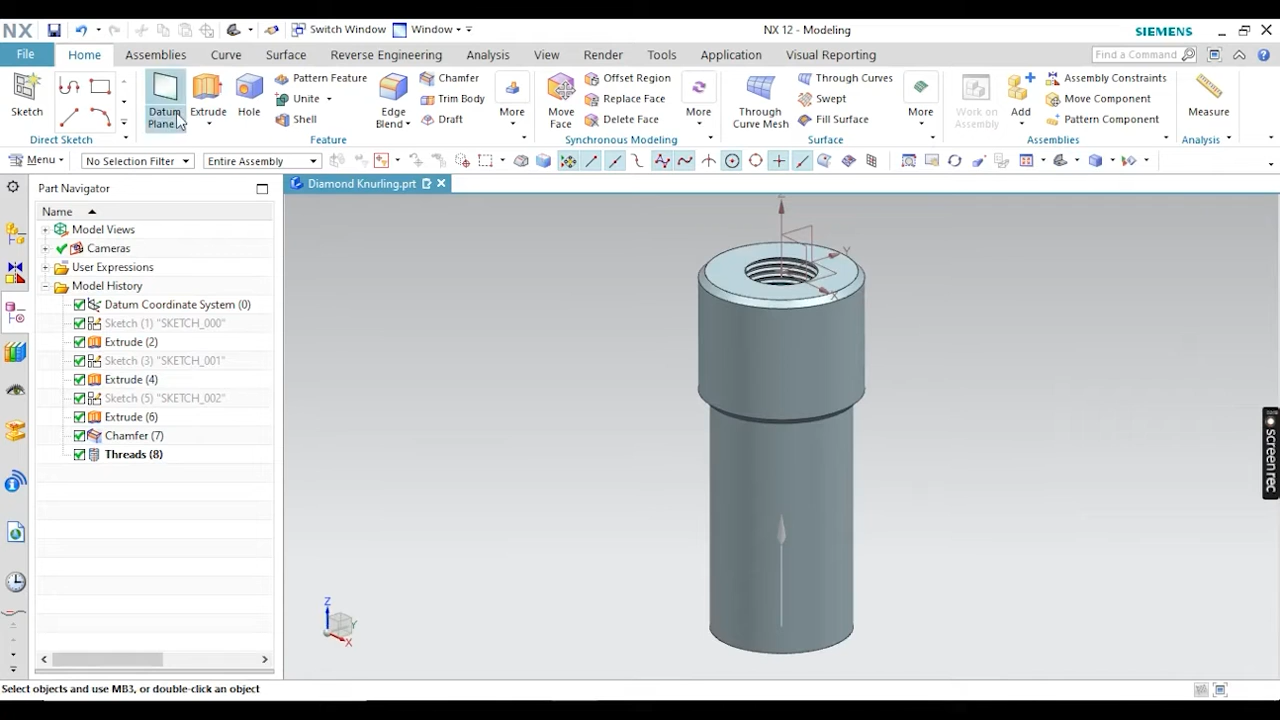 NX
Switch Window
Window
NX 12 - Modeling
SIEMENS
File
Home
Assemblies
Curve
Surface
Reverse Engineering
Analysis
View
Render
Tools
Application
Visual Reporting
Find a Command
Sketch
Direct Sketch
Datum
Plane
Extrude
Hole
Pattern Feature
Unite
Shell
Edge
Blend
Chamfer
Trim Body
Draft
More
Feature
Move
Face
Offset Region
Replace Face
Delete Face
More
Synchronous Modeling
Through
Curve Mesh
Through Curves
Swept
Fill Surface
More
Surface
Work on
Assembly
Add
Assembly Constraints
Move Component
Pattern Component
Assemblies
Measure
Analysis
Menu
No Selection Filter
Entire Assembly
Part Navigator
Diamond Knurling.prt
Name
Model Views
Cameras
User Expressions
Model History
Datum Coordinate System (0)
Sketch (1) "SKETCH_000"
Extrude (2)
Sketch (3) "SKETCH_001"
Extrude (4)
Sketch (5) "SKETCH_002"
Extrude (6)
Chamfer (7)
Threads (8)
Z
Y
X
Z
Y
X
screenrec
Select objects and use MB3, or double-click an object